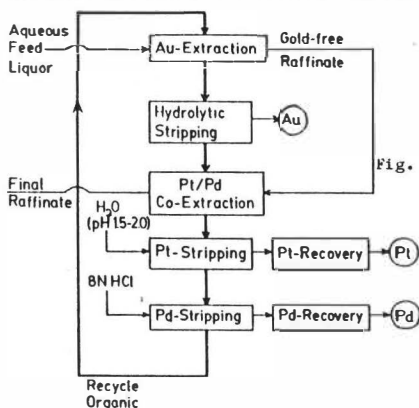 Aqueous
Feed
Liquor
Au-Extraction
Gold-free
Raffinate
Hydrolytic
Stripping
Au
Fig.
Final
Raffinate
Pt/Pd
Co-Extraction
H₂O
(pH 1.5-2.0)
Pt-Stripping
Pt-Recovery
Pt
BN HCl
Pd-Stripping
Pd-Recovery
Pd
Recycle
Organic